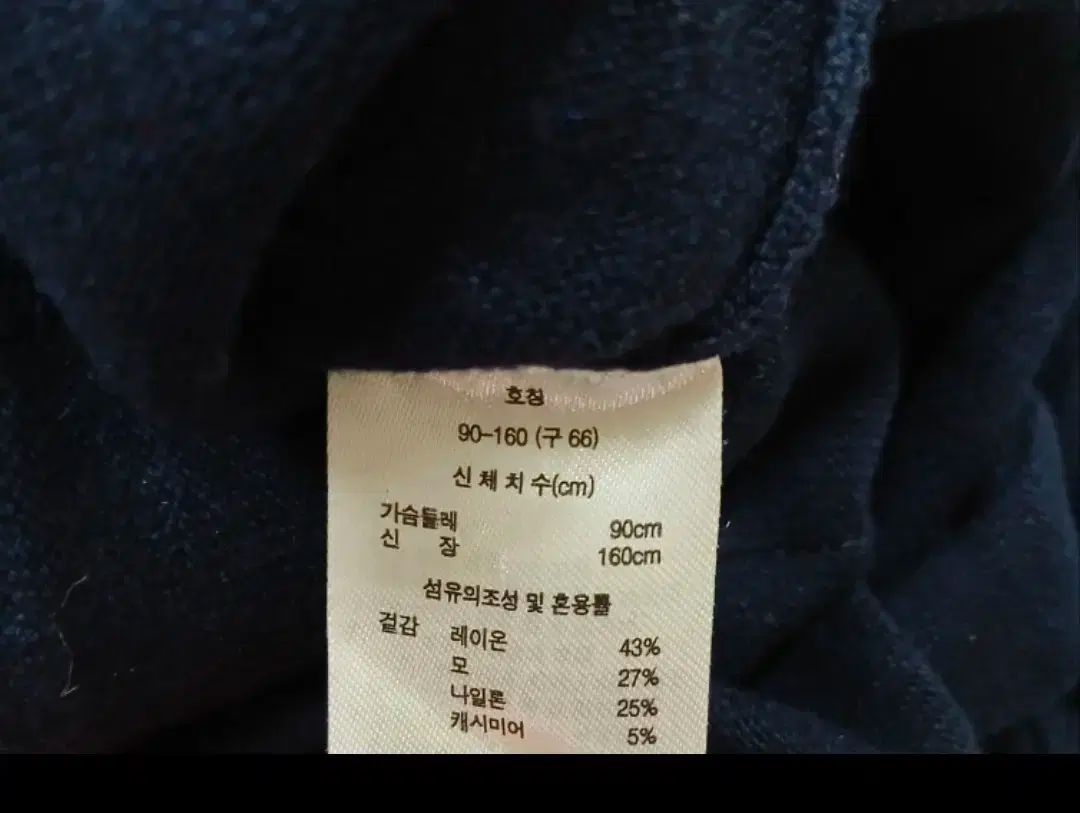 호칭
90-160 (구 66)
신체치수(cm)
가슴둘레 90cm
신 장 160cm
섬유의조성 및 혼용률
겉감 레이온 43%
모 27%
나일론 25%
캐시미어 5%